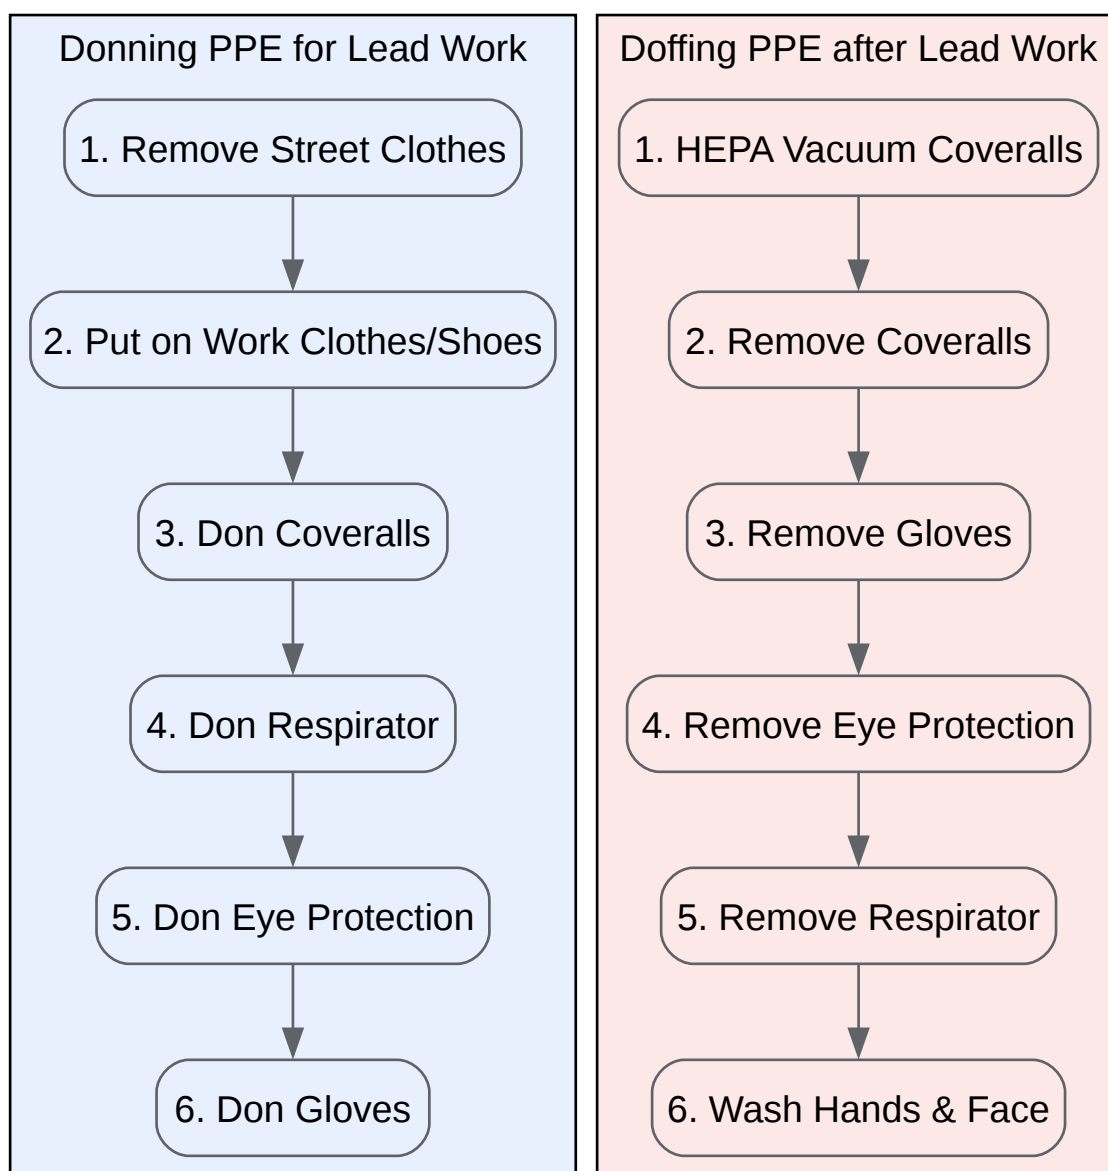 Donning PPE for Lead Work
1. Remove Street Clothes
2. Put on Work Clothes/Shoes
3. Don Coveralls
4. Don Respirator
5. Don Eye Protection
6. Don Gloves
Doffing PPE after Lead Work
1. HEPA Vacuum Coveralls
2. Remove Coveralls
3. Remove Gloves
4. Remove Eye Protection
5. Remove Respirator
6. Wash Hands & Face